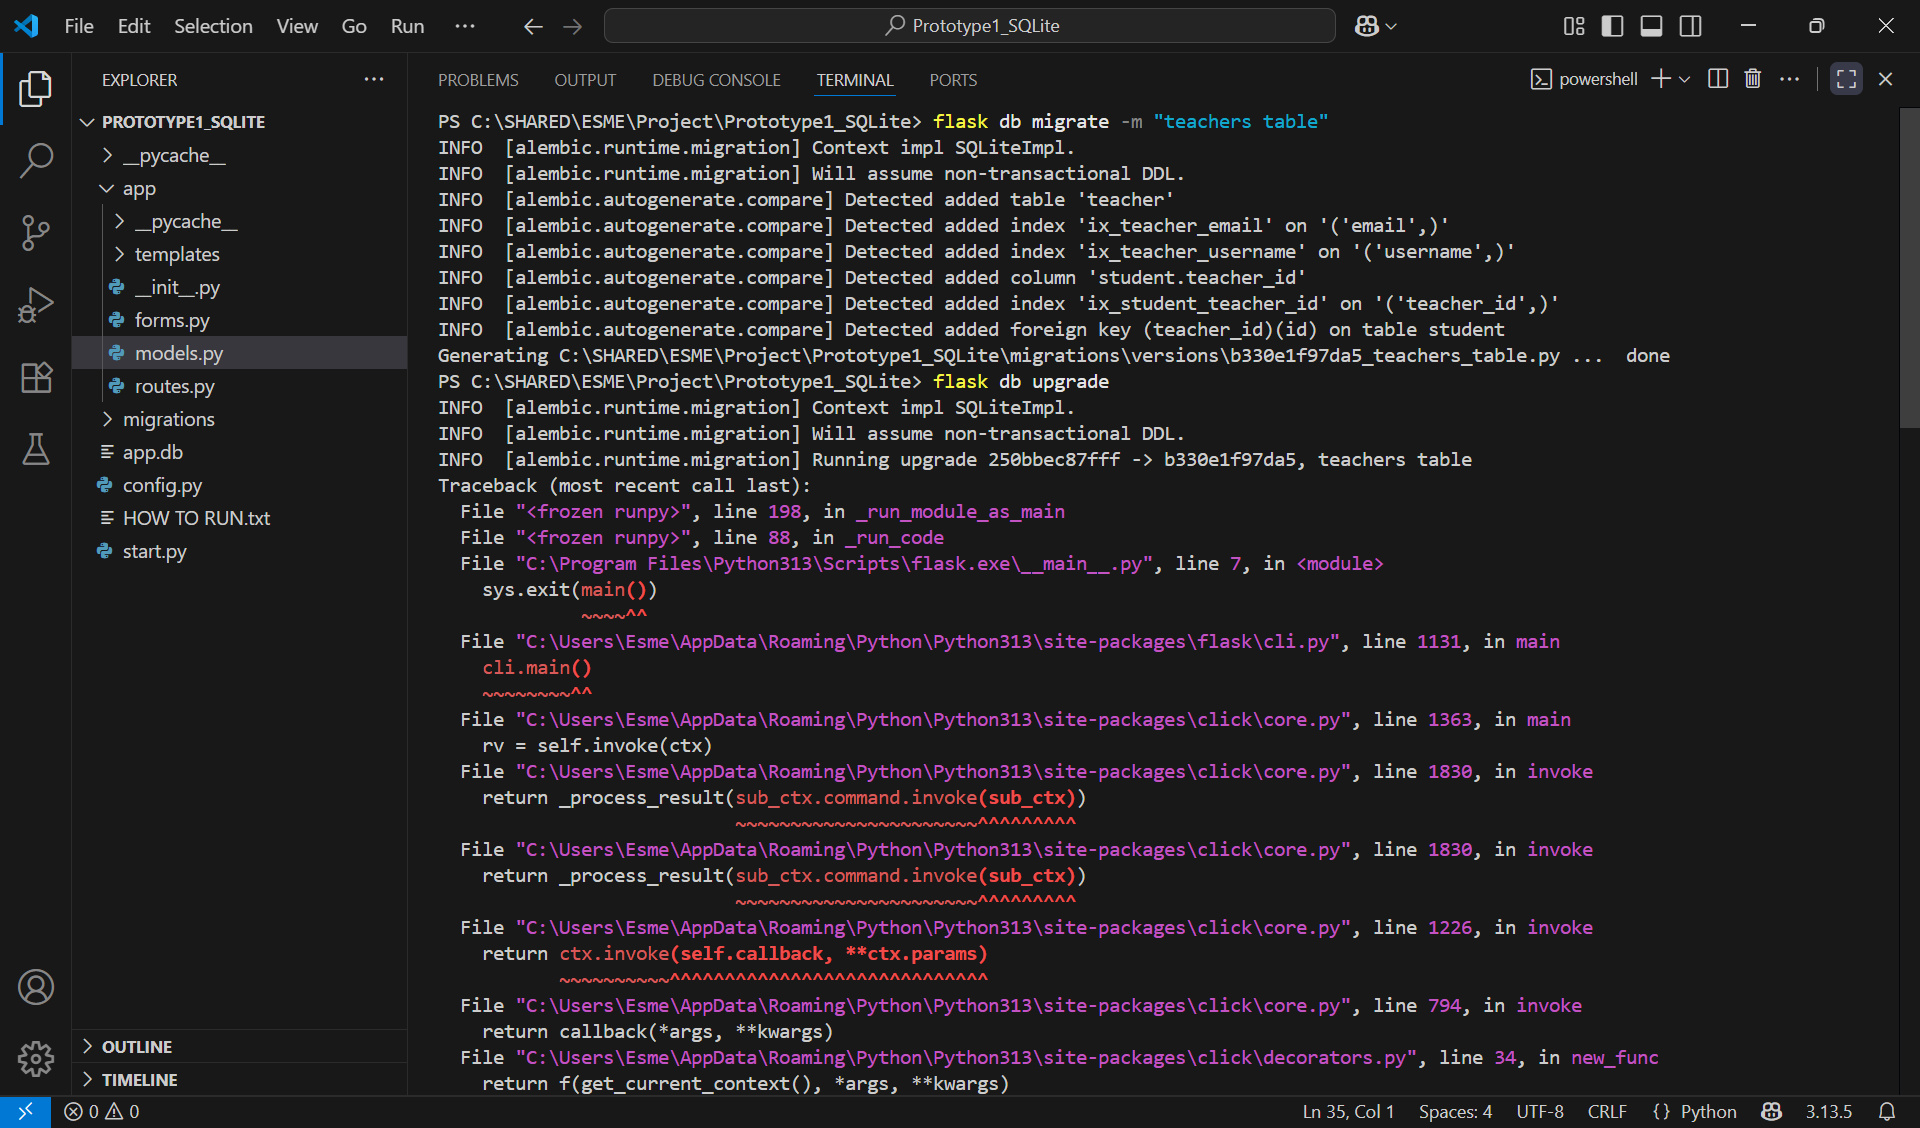 File Edit Selection View Go Run ··· Prototype1_SQLite
EXPLORER ···
PROTOTYPE1_SQLITE
__pycache__
app
__pycache__
templates
__init__.py
forms.py
models.py
routes.py
migrations
app.db
config.py
HOW TO RUN.txt
start.py
OUTLINE
TIMELINE
PROBLEMS OUTPUT DEBUG CONSOLE TERMINAL PORTS powershell ···
PS C:\SHARED\ESME\Project\Prototype1_SQLite> flask db migrate -m "teachers table"
INFO  [alembic.runtime.migration] Context impl SQLiteImpl.
INFO  [alembic.runtime.migration] Will assume non-transactional DDL.
INFO  [alembic.autogenerate.compare] Detected added table 'teacher'
INFO  [alembic.autogenerate.compare] Detected added index 'ix_teacher_email' on '('email',)'
INFO  [alembic.autogenerate.compare] Detected added index 'ix_teacher_username' on '('username',)'
INFO  [alembic.autogenerate.compare] Detected added column 'student.teacher_id'
INFO  [alembic.autogenerate.compare] Detected added index 'ix_student_teacher_id' on '('teacher_id',)'
INFO  [alembic.autogenerate.compare] Detected added foreign key (teacher_id)(id) on table student
Generating C:\SHARED\ESME\Project\Prototype1_SQLite\migrations\versions\b330e1f97da5_teachers_table.py ...  done
PS C:\SHARED\ESME\Project\Prototype1_SQLite> flask db upgrade
INFO  [alembic.runtime.migration] Context impl SQLiteImpl.
INFO  [alembic.runtime.migration] Will assume non-transactional DDL.
INFO  [alembic.runtime.migration] Running upgrade 250bbec87fff -> b330e1f97da5, teachers table
Traceback (most recent call last):
  File "<frozen runpy>", line 198, in _run_module_as_main
  File "<frozen runpy>", line 88, in _run_code
  File "C:\Program Files\Python313\Scripts\flask.exe\__main__.py", line 7, in <module>
    sys.exit(main())
             ~~~~^^
  File "C:\Users\Esme\AppData\Roaming\Python\Python313\site-packages\flask\cli.py", line 1131, in main
    cli.main()
    ~~~~~~~~^^
  File "C:\Users\Esme\AppData\Roaming\Python\Python313\site-packages\click\core.py", line 1363, in main
    rv = self.invoke(ctx)
  File "C:\Users\Esme\AppData\Roaming\Python\Python313\site-packages\click\core.py", line 1830, in invoke
    return _process_result(sub_ctx.command.invoke(sub_ctx))
                           ~~~~~~~~~~~~~~~~~~~~~~^^^^^^^^^
  File "C:\Users\Esme\AppData\Roaming\Python\Python313\site-packages\click\core.py", line 1830, in invoke
    return _process_result(sub_ctx.command.invoke(sub_ctx))
                           ~~~~~~~~~~~~~~~~~~~~~~^^^^^^^^^
  File "C:\Users\Esme\AppData\Roaming\Python\Python313\site-packages\click\core.py", line 1226, in invoke
    return ctx.invoke(self.callback, **ctx.params)
           ~~~~~~~~~~^^^^^^^^^^^^^^^^^^^^^^^^^^^^^
  File "C:\Users\Esme\AppData\Roaming\Python\Python313\site-packages\click\core.py", line 794, in invoke
    return callback(*args, **kwargs)
  File "C:\Users\Esme\AppData\Roaming\Python\Python313\site-packages\click\decorators.py", line 34, in new_func
    return f(get_current_context(), *args, **kwargs)
0 0 Ln 35, Col 1 Spaces: 4 UTF-8 CRLF {} Python 3.13.5